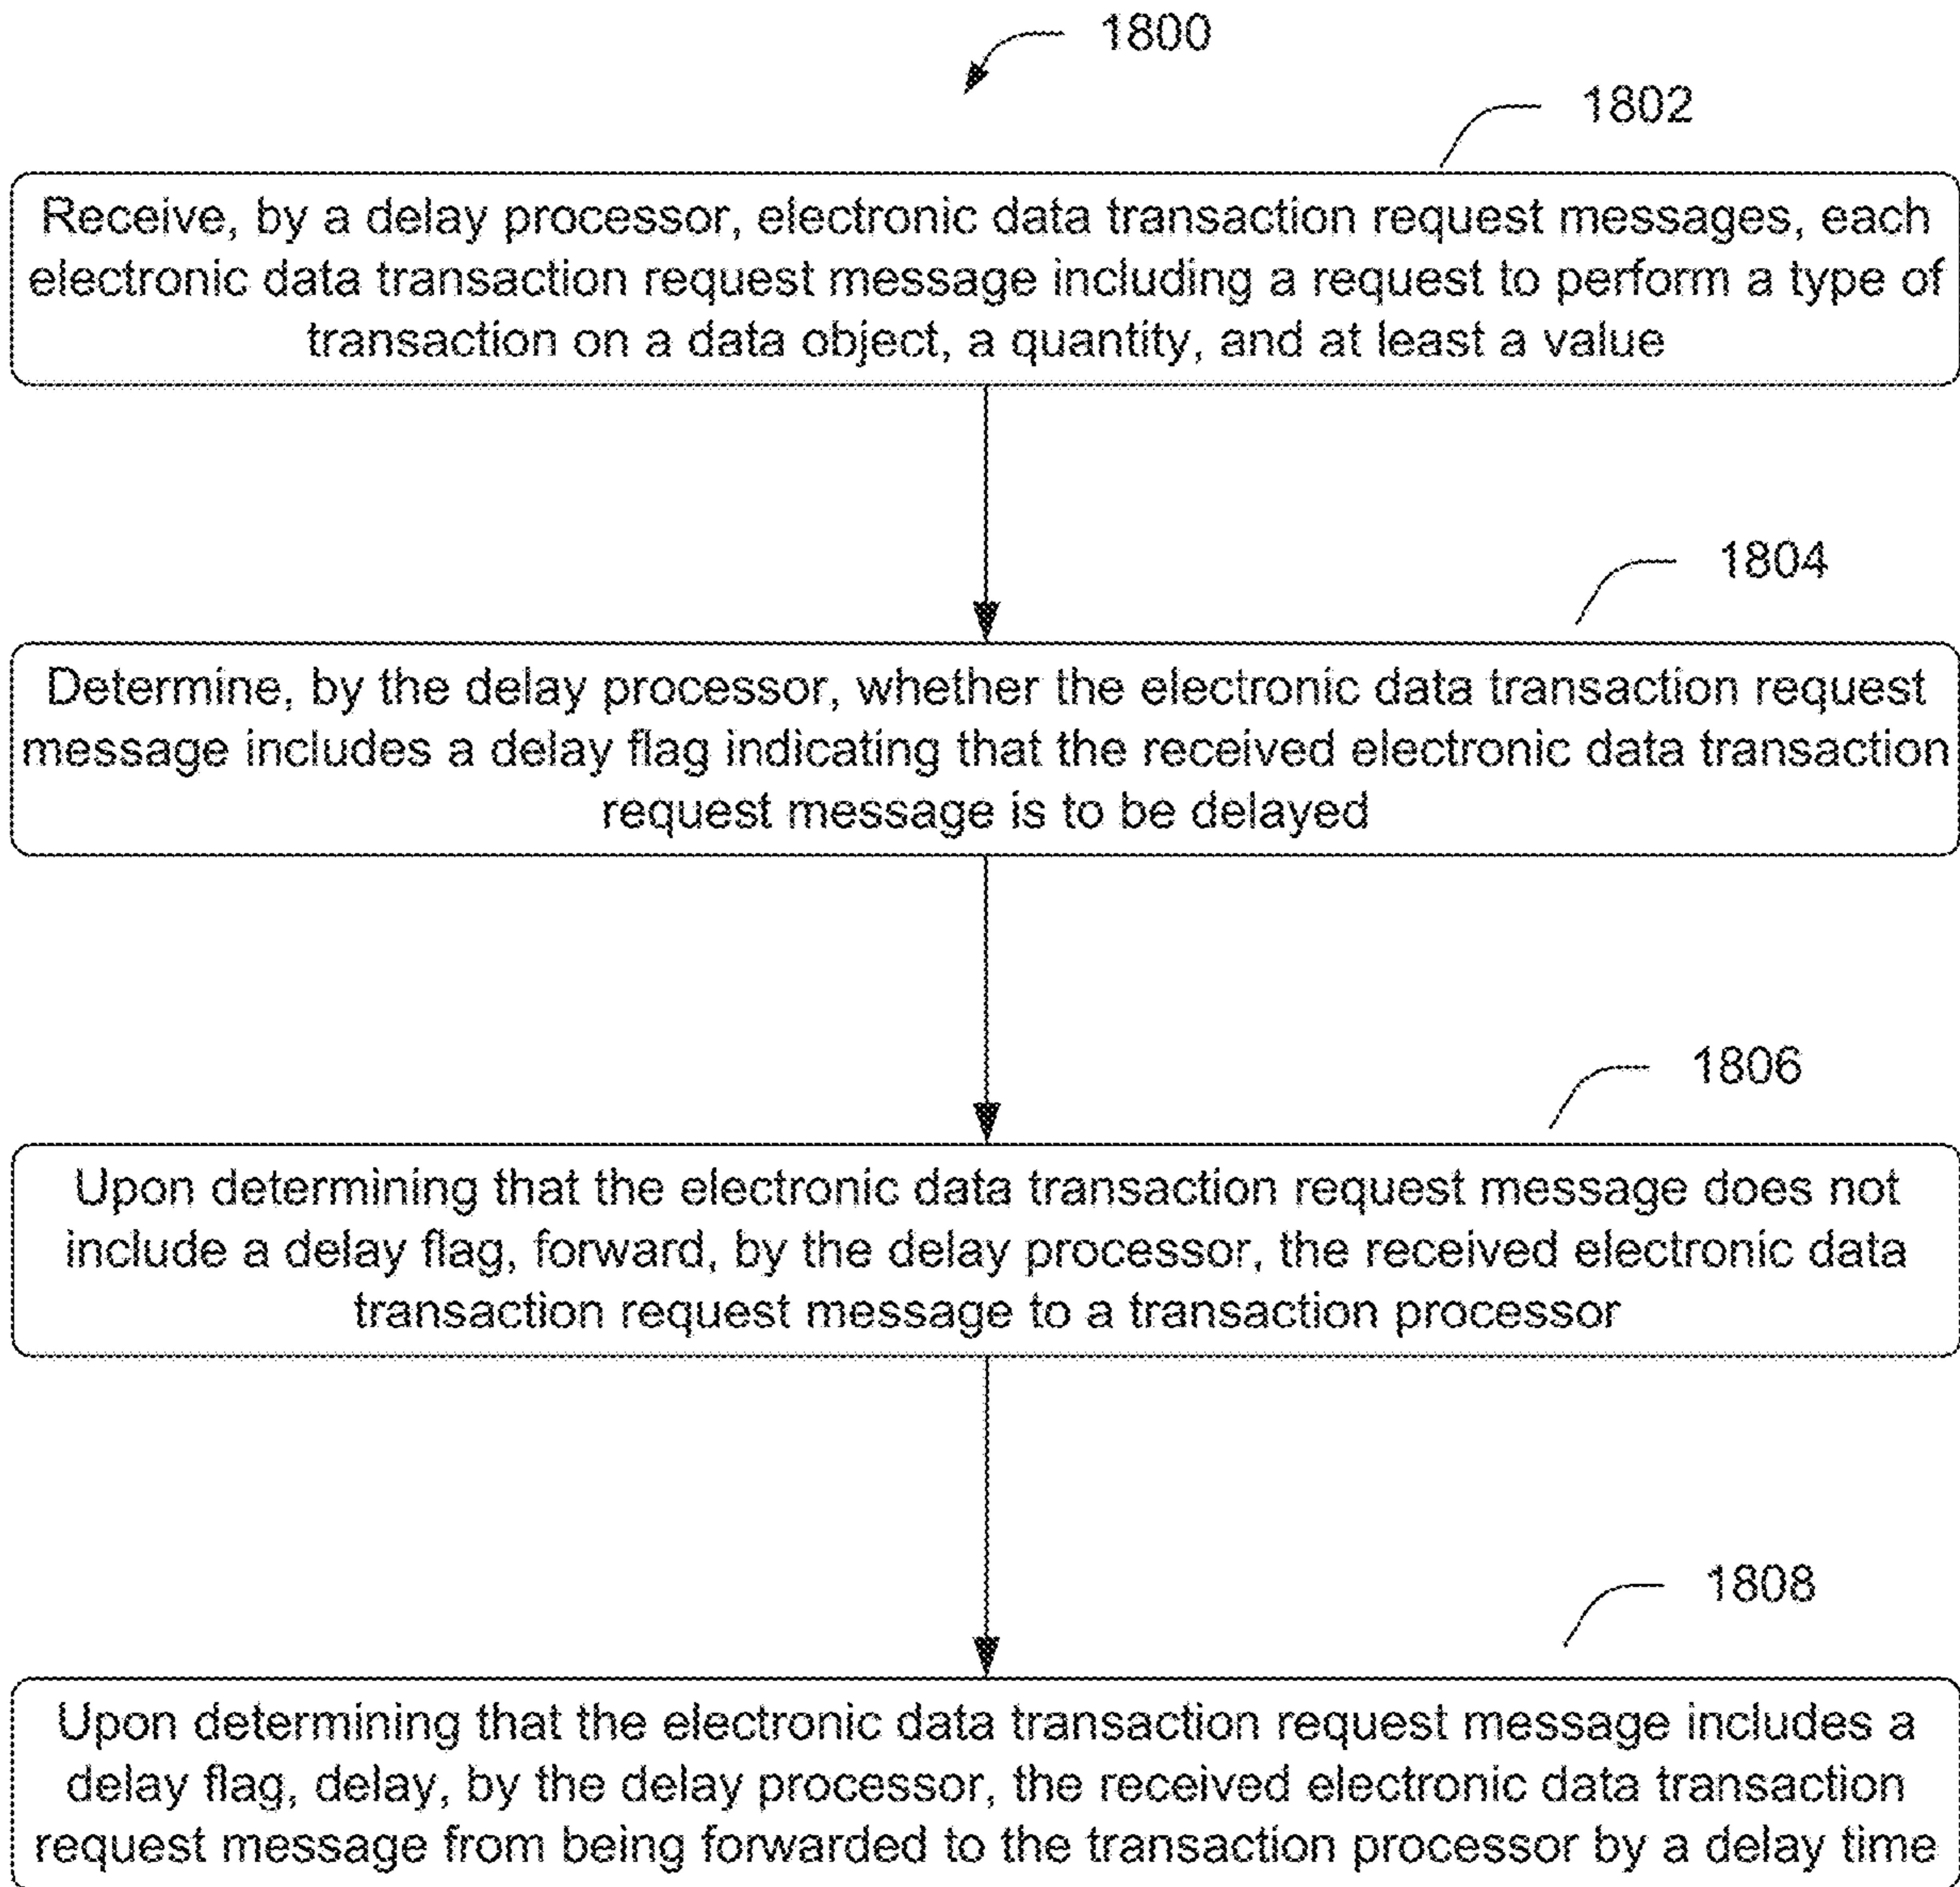 1800
1802
Receive, by a delay processor, electronic data transaction request messages, each
electronic data transaction request message including a request to perform a type of
transaction on a data object, a quantity, and at least a value
1804
Determine, by the delay processor, whether the electronic data transaction request
message includes a delay flag indicating that the received electronic data transaction
request message is to be delayed
1806
Upon determining that the electronic data transaction request message does not
include a delay flag, forward, by the delay processor, the received electronic data
transaction request message to a transaction processor
1808
Upon determining that the electronic data transaction request message includes a
delay flag, delay, by the delay processor, the received electronic data transaction
request message from being forwarded to the transaction processor by a delay time